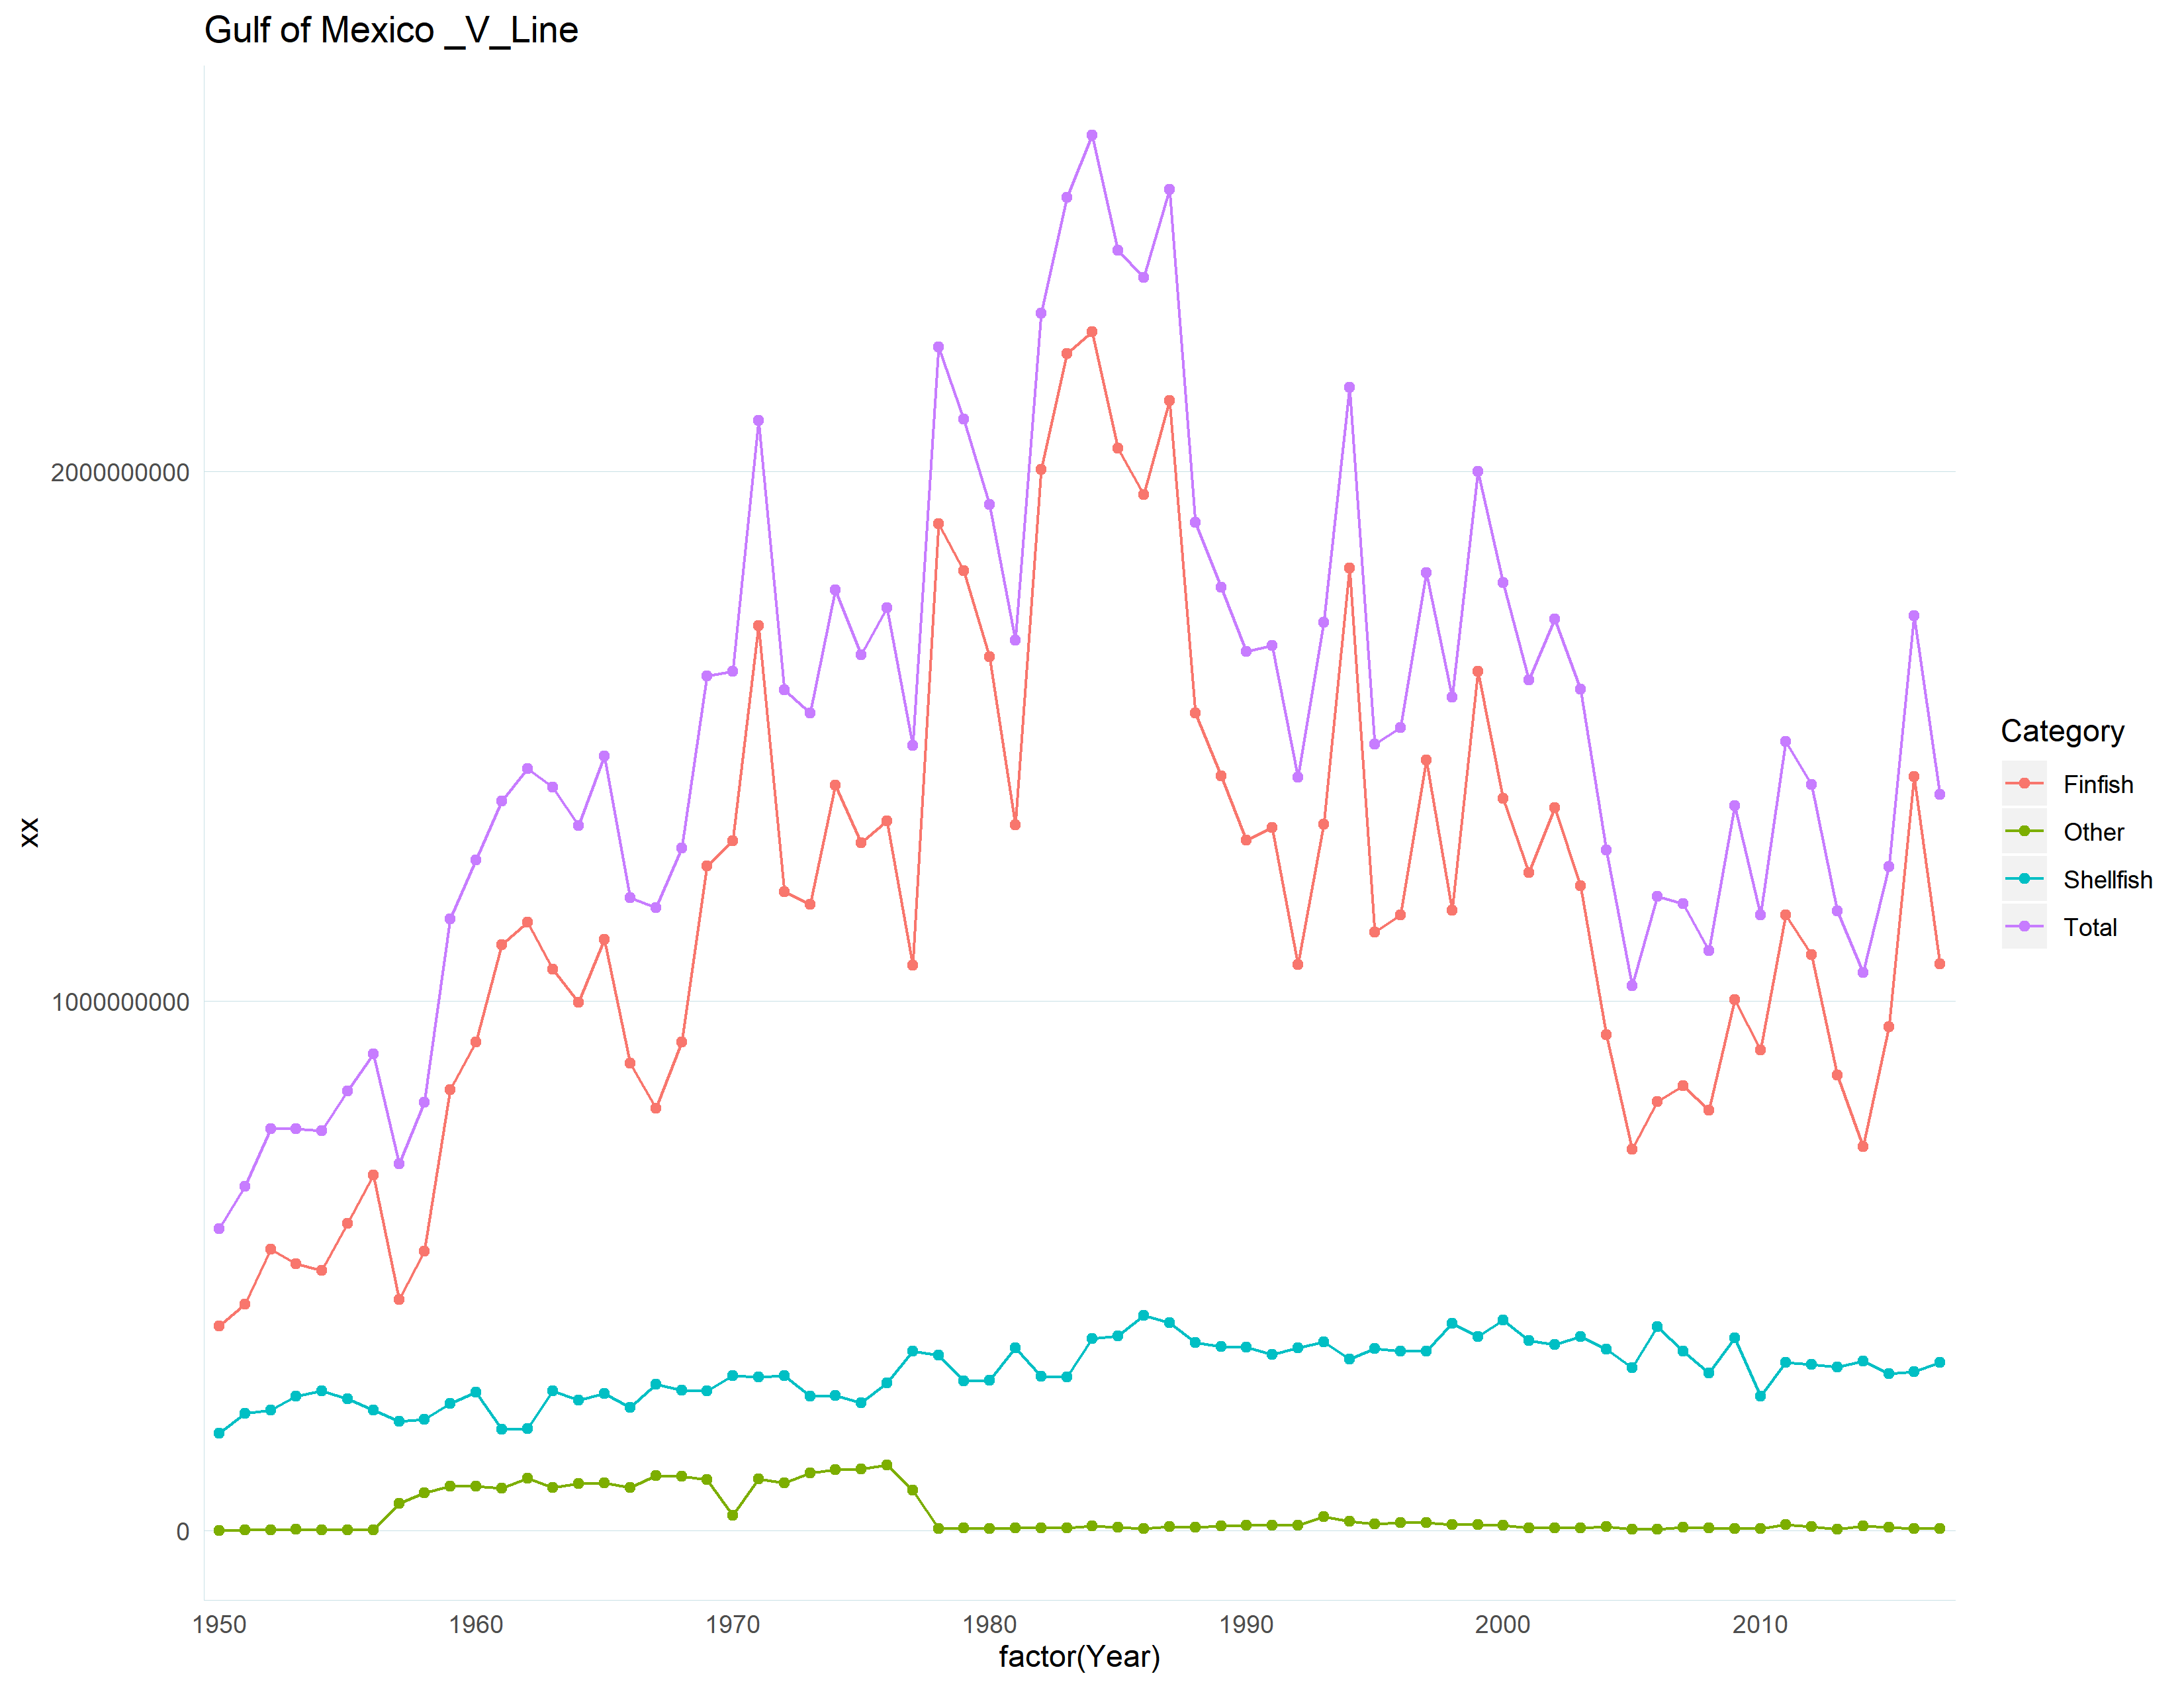 Gulf of Mexico _V_Line
xx
2000000000
1000000000
0
1950 1960 1970 1980 1990 2000 2010
factor(Year)
Category
Finfish
Other
Shellfish
Total